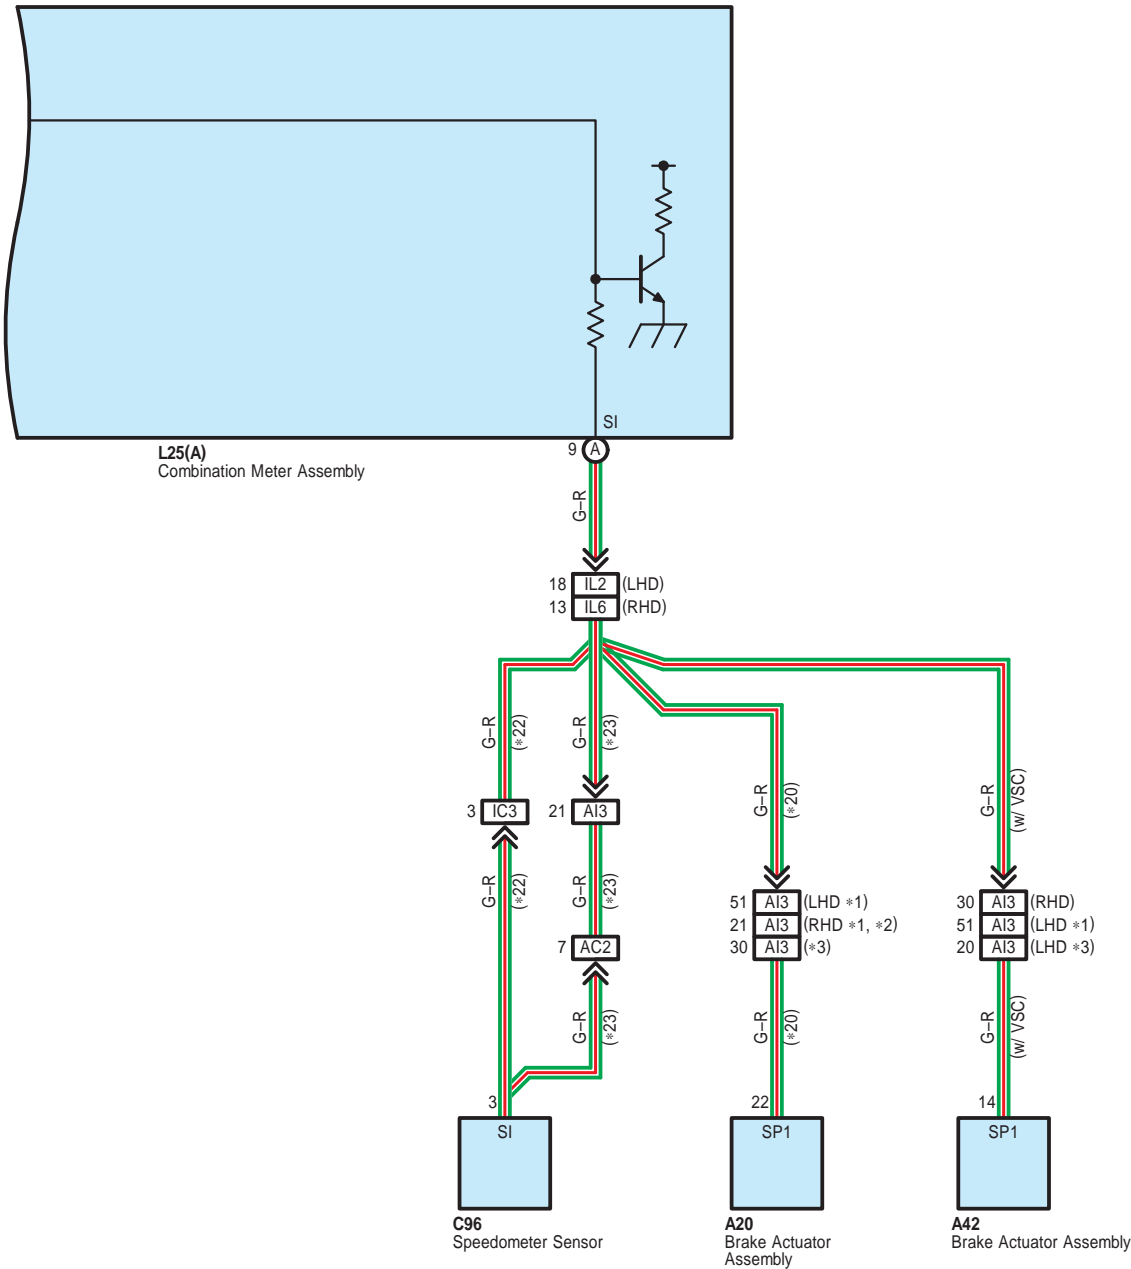 SI
L25(A)
Combination Meter Assembly
9 A
G–R
18 IL2 (LHD)
13 IL6 (RHD)
G–R (*22)
G–R (*23)
G–R (*20)
G–R (w/ VSC)
3 IC3
21 AI3
G–R (*22)
G–R (*23)
51 AI3 (LHD *1)
21 AI3 (RHD *1, *2)
30 AI3 (*3)
30 AI3 (RHD)
51 AI3 (LHD *1)
20 AI3 (LHD *3)
7 AC2
G–R (*23)
G–R (*20)
G–R (w/ VSC)
3
22
14
SI
SP1
SP1
C96
Speedometer Sensor
A20
Brake Actuator
Assembly
A42
Brake Actuator Assembly